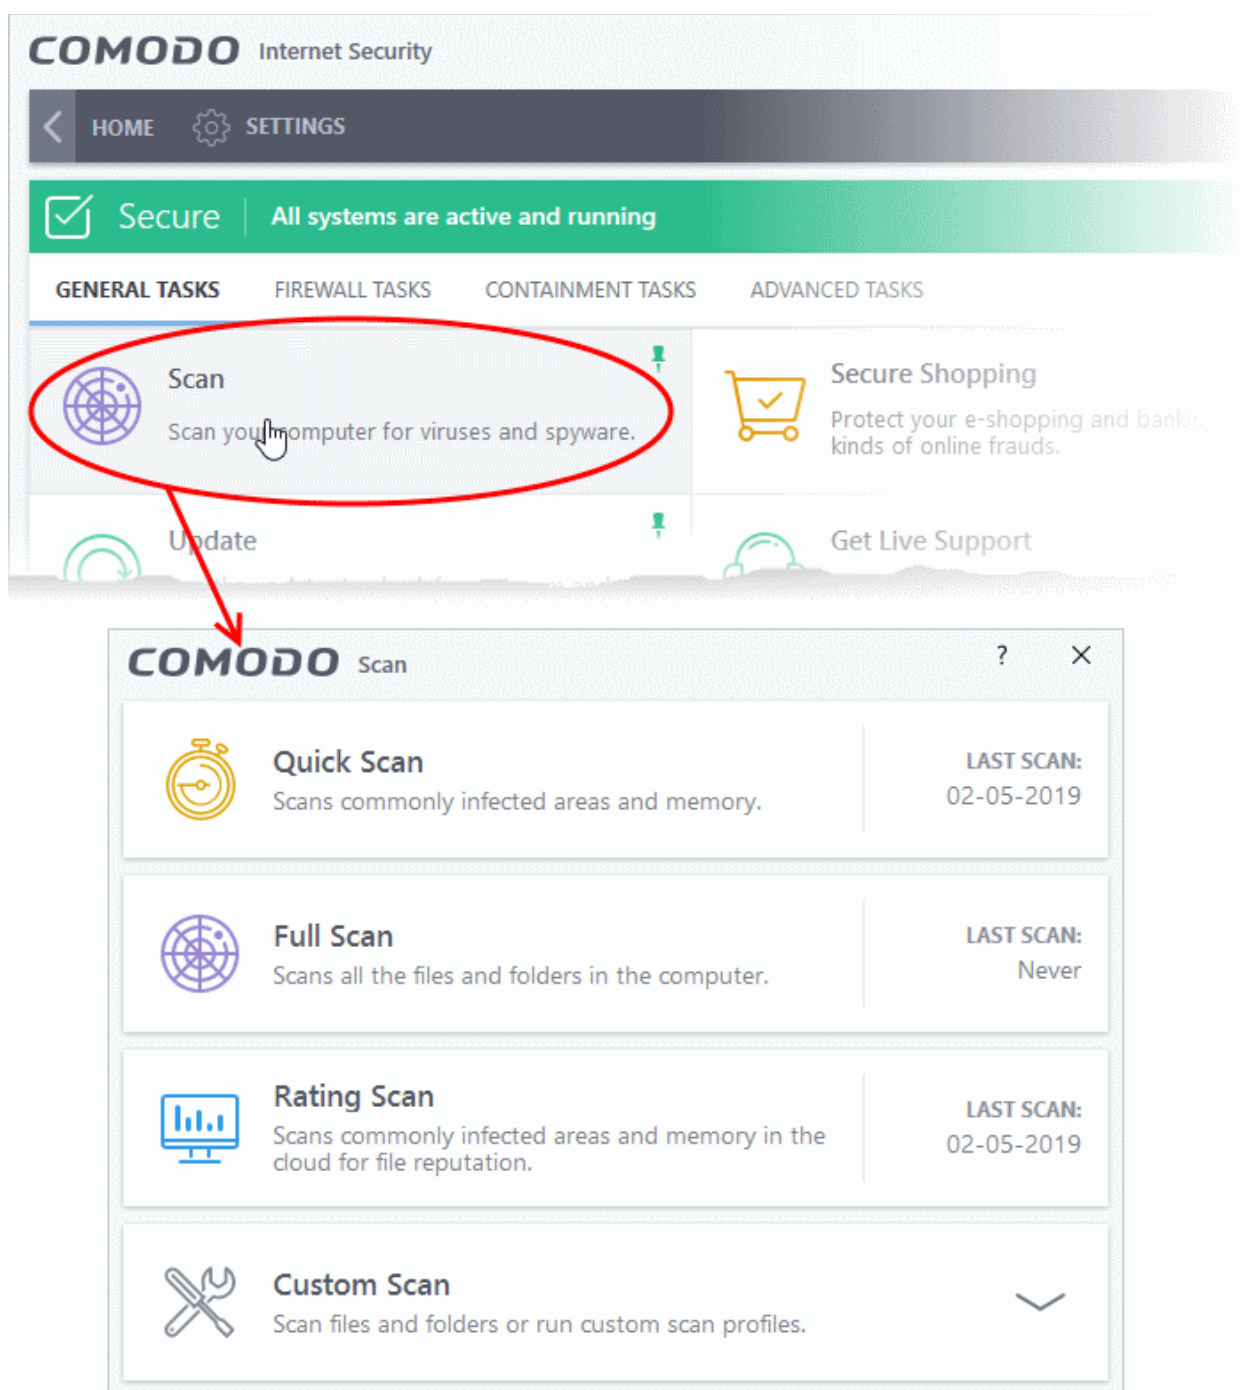 COMODO Internet Security
HOME SETTINGS
Secure All systems are active and running
GENERAL TASKS FIREWALL TASKS CONTAINMENT TASKS ADVANCED TASKS
Scan
Scan your computer for viruses and spyware.
Secure Shopping
Protect your e-shopping and
kinds of online frauds.
Update
Get Live Support
COMODO Scan ?
Quick Scan
Scans commonly infected areas and memory.
LAST SCAN:
02-05-2019
Full Scan
Scans all the files and folders in the computer.
LAST SCAN:
Never
Rating Scan
Scans commonly infected areas and memory in the
cloud for file reputation.
LAST SCAN:
02-05-2019
Custom Scan
Scan files and folders or run custom scan profiles.